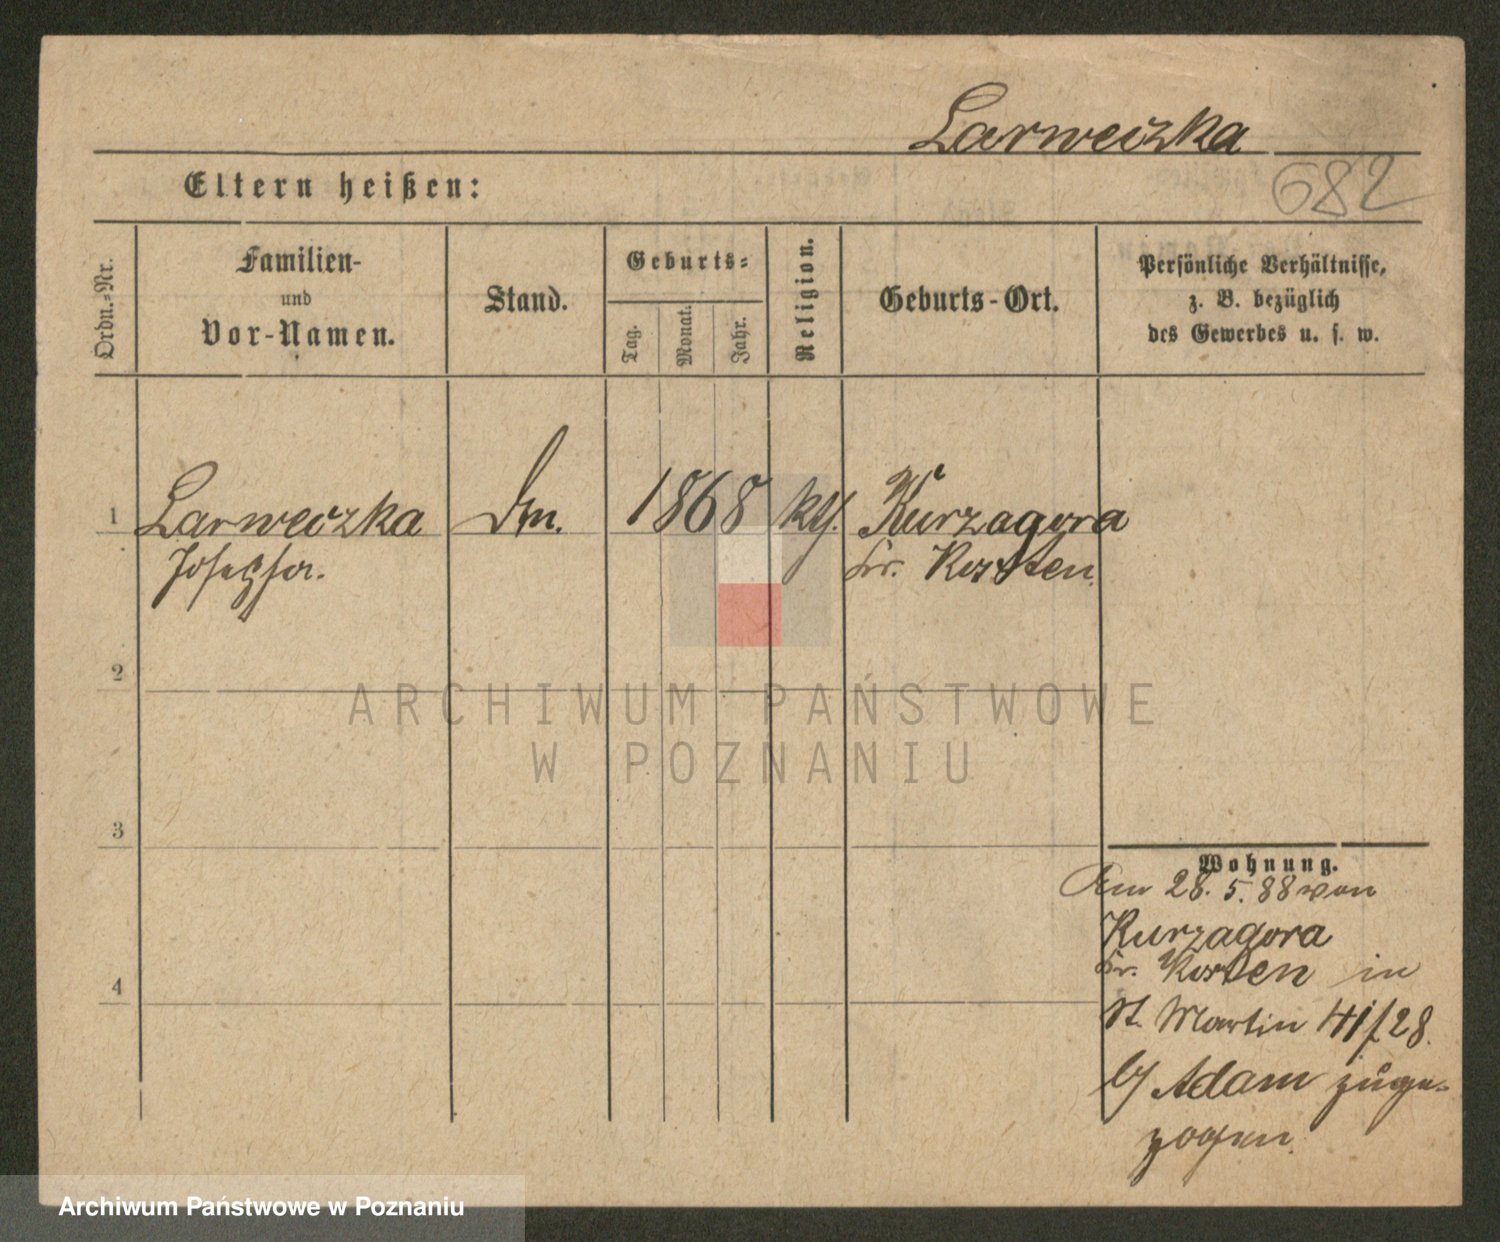 Larweczka
682
Eltern heißen:
Ordn.=Nr.
Familien-
und
Vor-Namen.
Stand.
Geburts=
Tag.
Monat.
Jahr.
Religion.
Geburts-Ort.
Persönliche Verhältnisse,
z. B. bezüglich
des Gewerbes u. s. w.
1 Larweczka 1868 Kurzagora
Josepha. Kr. Kosten.
2
3
4
Wohnung.
Am 28. 5. 88 von
Kurzagora
Kr. Kosten in
St. Martin 41/28.
b/ Adam zuge-
zogen.
ARCHIWUM PAŃSTWOWE
W POZNANIU
Archiwum Państwowe w Poznaniu